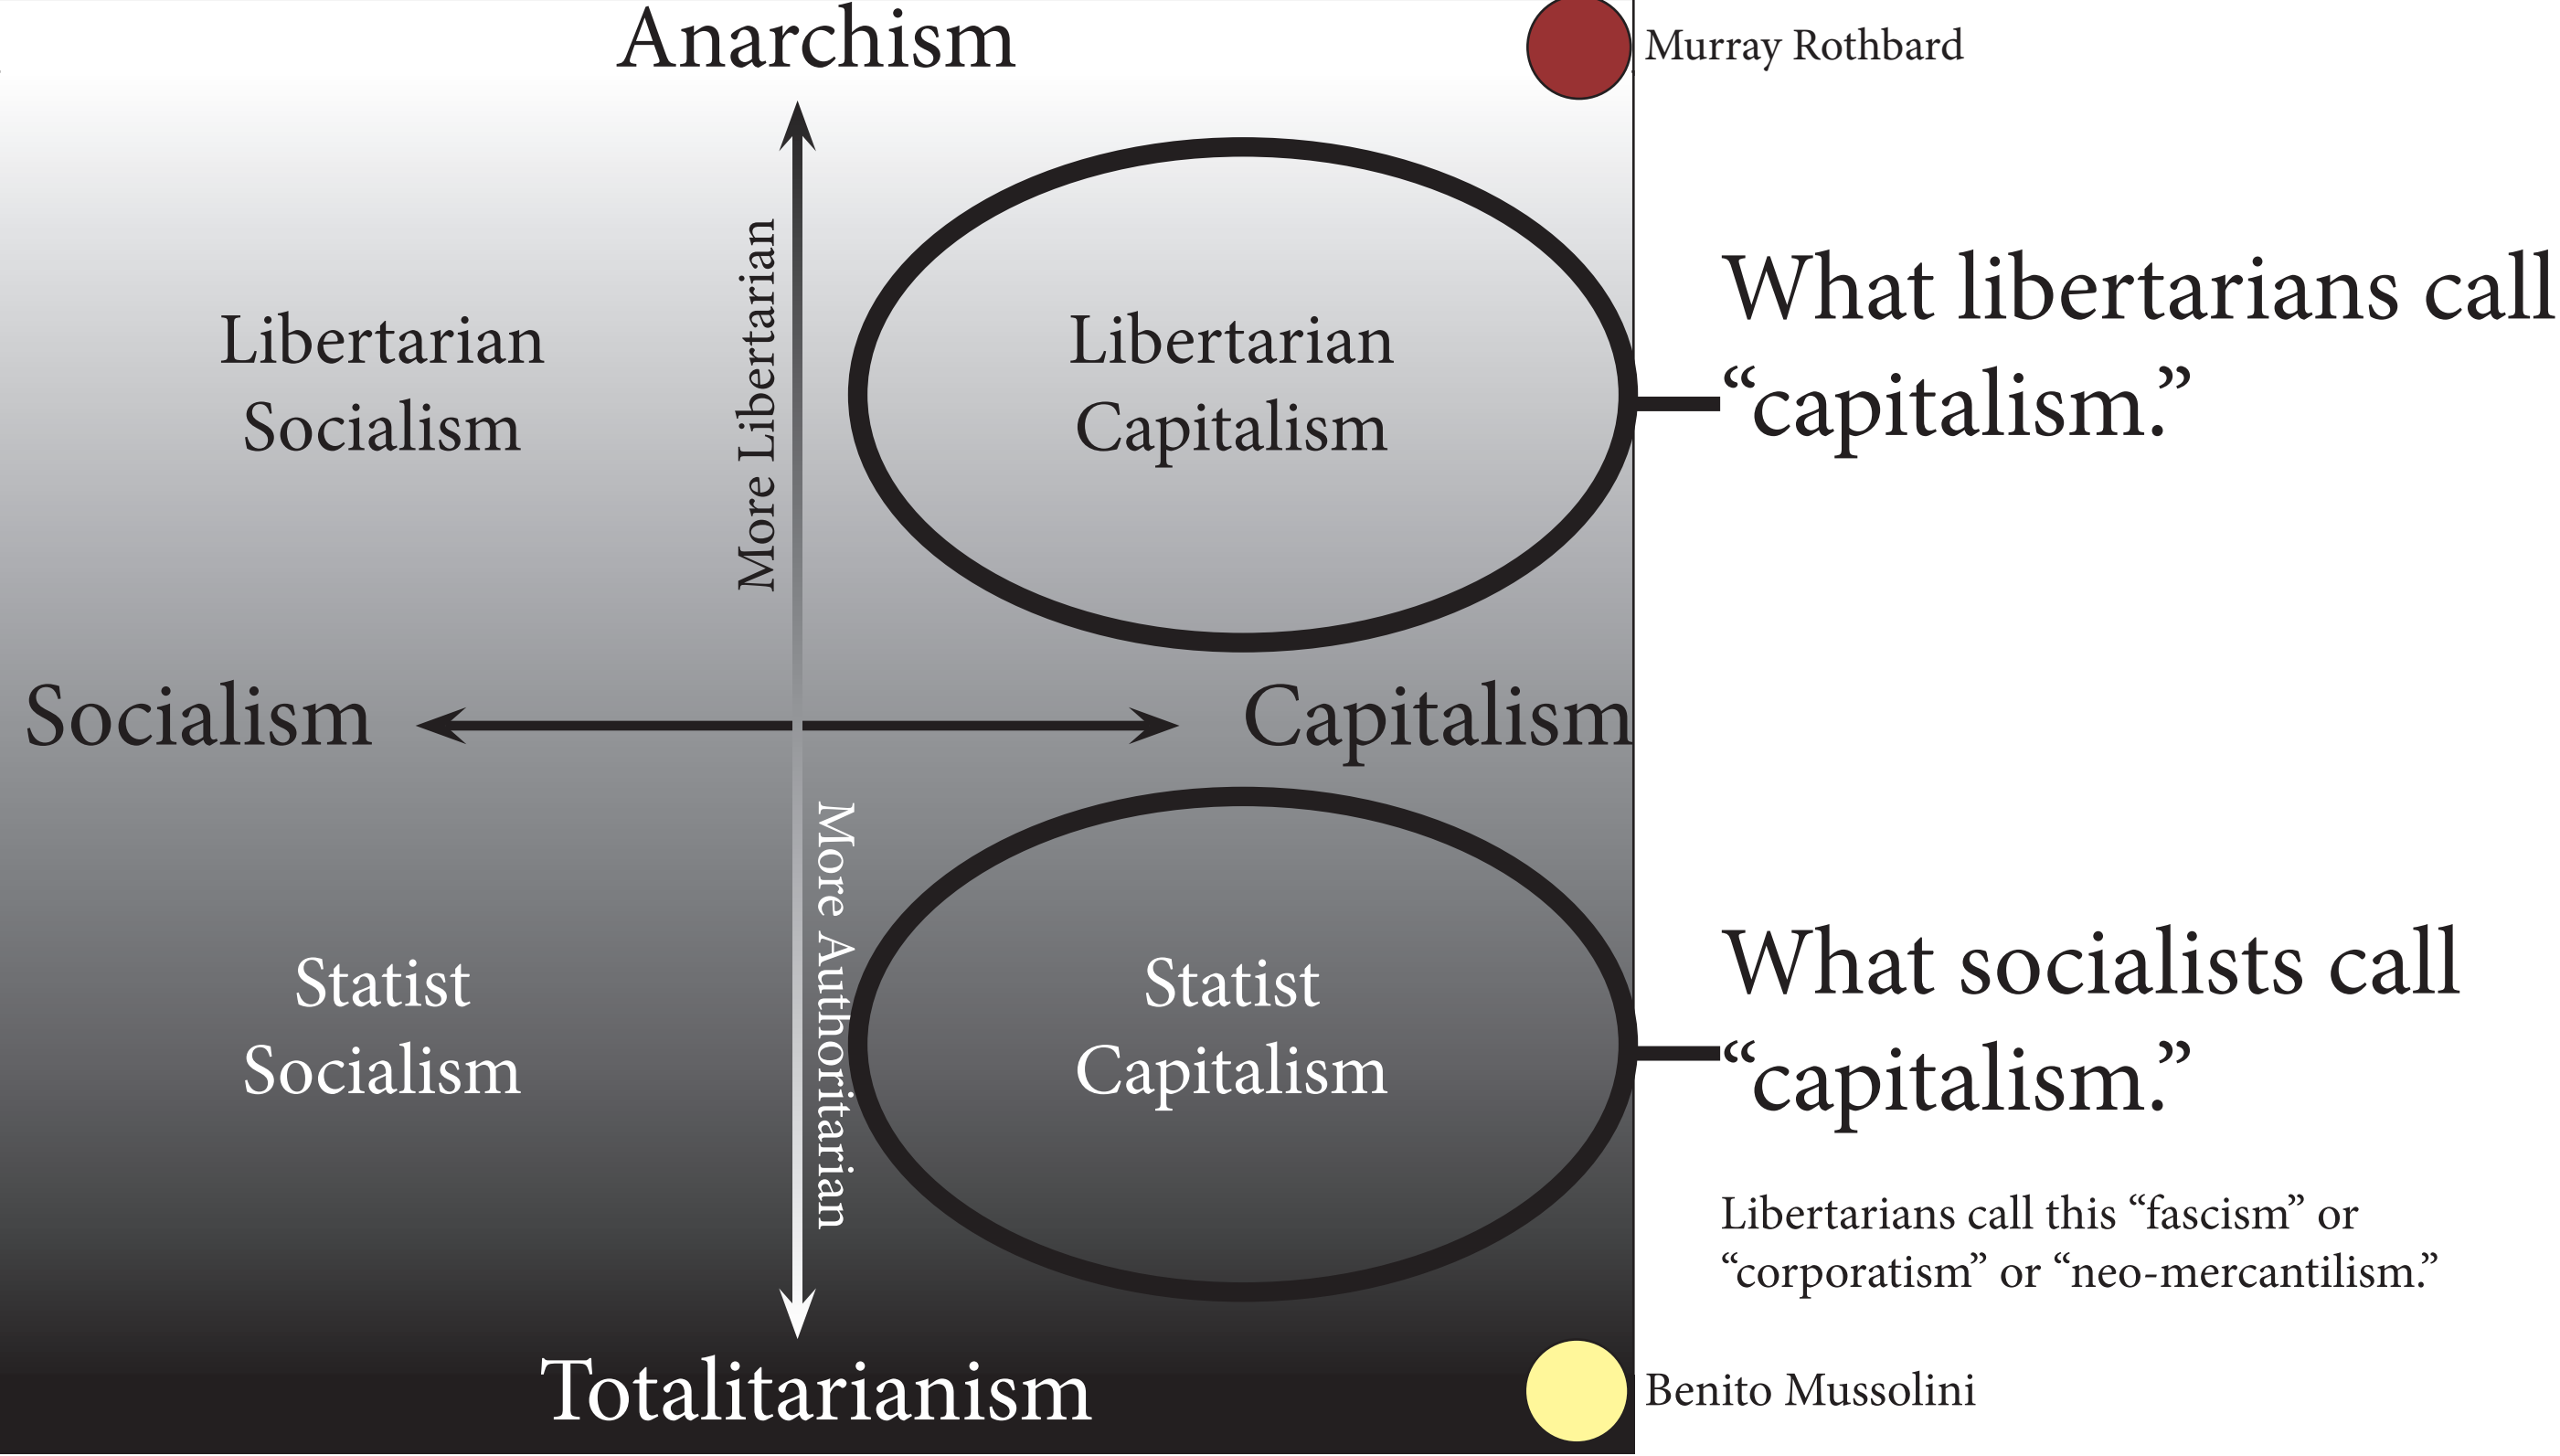 Anarchism
Murray Rothbard
More Libertarian
Libertarian
Socialism
Libertarian
Capitalism
What libertarians call
“capitalism.”
Socialism
Capitalism
More Authoritarian
Statist
Socialism
Statist
Capitalism
What socialists call
“capitalism.”
Libertarians call this “fascism” or
“corporatism” or “neo-mercantilism.”
Totalitarianism
Benito Mussolini